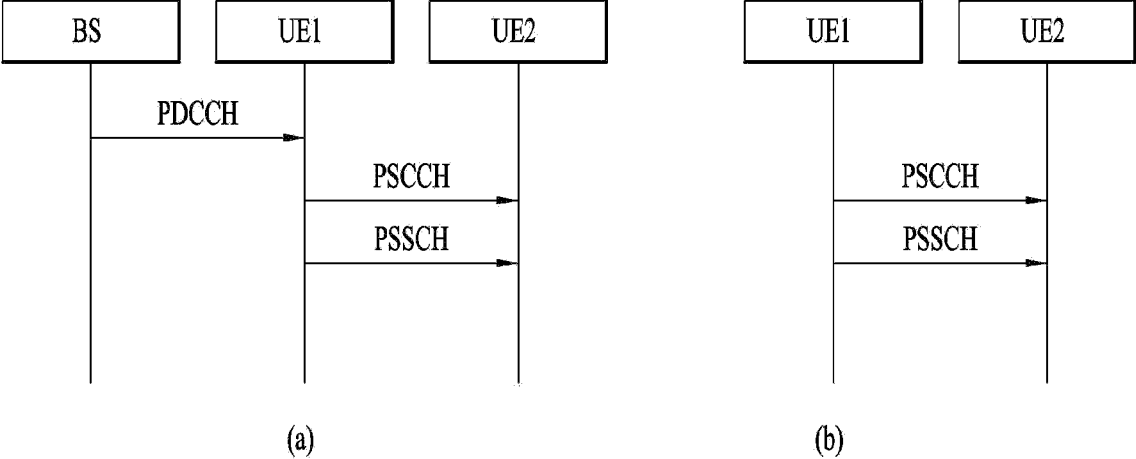 BS UE1 UE2 UE1 UE2
PDCCH
PSCCH PSCCH
PSSCH PSSCH
(a) (b)